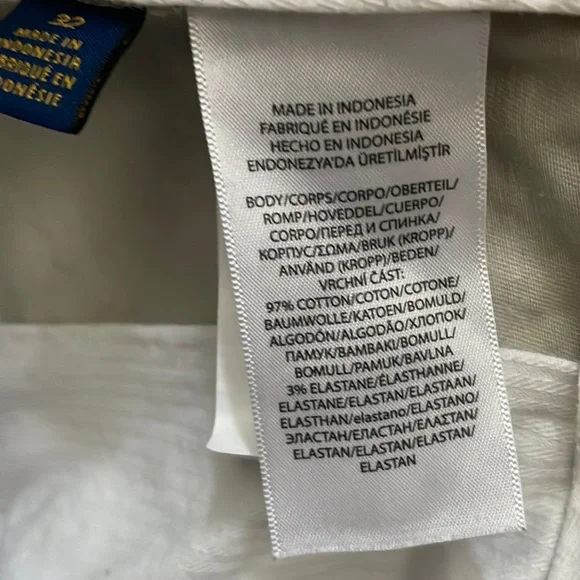 32
MADE IN
INDONESIA
FABRIQUÉ EN
INDONÉSIE
MADE IN INDONESIA
FABRIQUÉ EN INDONÉSIE
HECHO EN INDONESIA
ENDONEZYA'DA ÜRETİLMİŞTİR
BODY/CORPS/CORPO/OBERTEIL/
ROMP/HOVEDDEL/CUERPO/
CORPO/ПЕРЕД И СПИНКА/
КОРПУС/ΣΩΜΑ/BRUK (KROPP)/
ANVÄND (KROPP)/BEDEN/
VRCHNÍ ČÁST:
97% COTTON/COTON/COTONE/
BAUMWOLLE/KATOEN/BOMULD/
ALGODÓN/ALGODÃO/ХЛОПОК/
ПАМУК/ΒΑΜΒΑΚΙ/BOMULL/
BOMULL/PAMUK/BAVLNA
3% ELASTANE/ÉLASTHANNE/
ELASTANE/ELASTAN/ELASTAAN/
ELASTHAN/elastano/ELASTANO/
ЭЛАСТАН/ЕЛАСТАН/ΕΛΑΣΤΑΝ/
ELASTAN/ELASTAN/ELASTAN/
ELASTAN